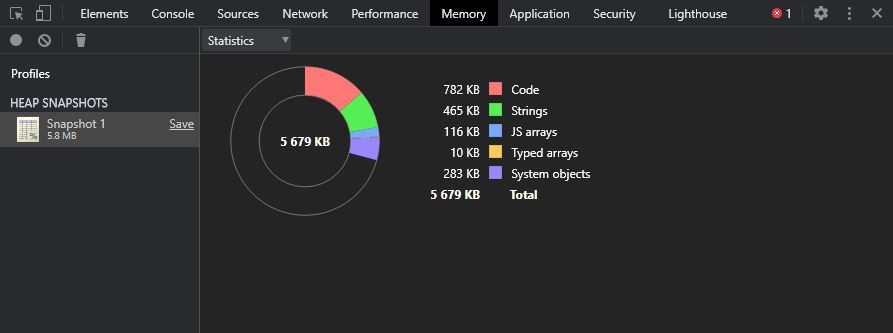 Elements Console Sources Network Performance Memory Application Security Lighthouse 1
Statistics
Profiles
HEAP SNAPSHOTS
Snapshot 1 Save
5.8 MB
5 679 KB
782 KB Code
465 KB Strings
116 KB JS arrays
10 KB Typed arrays
283 KB System objects
5 679 KB Total